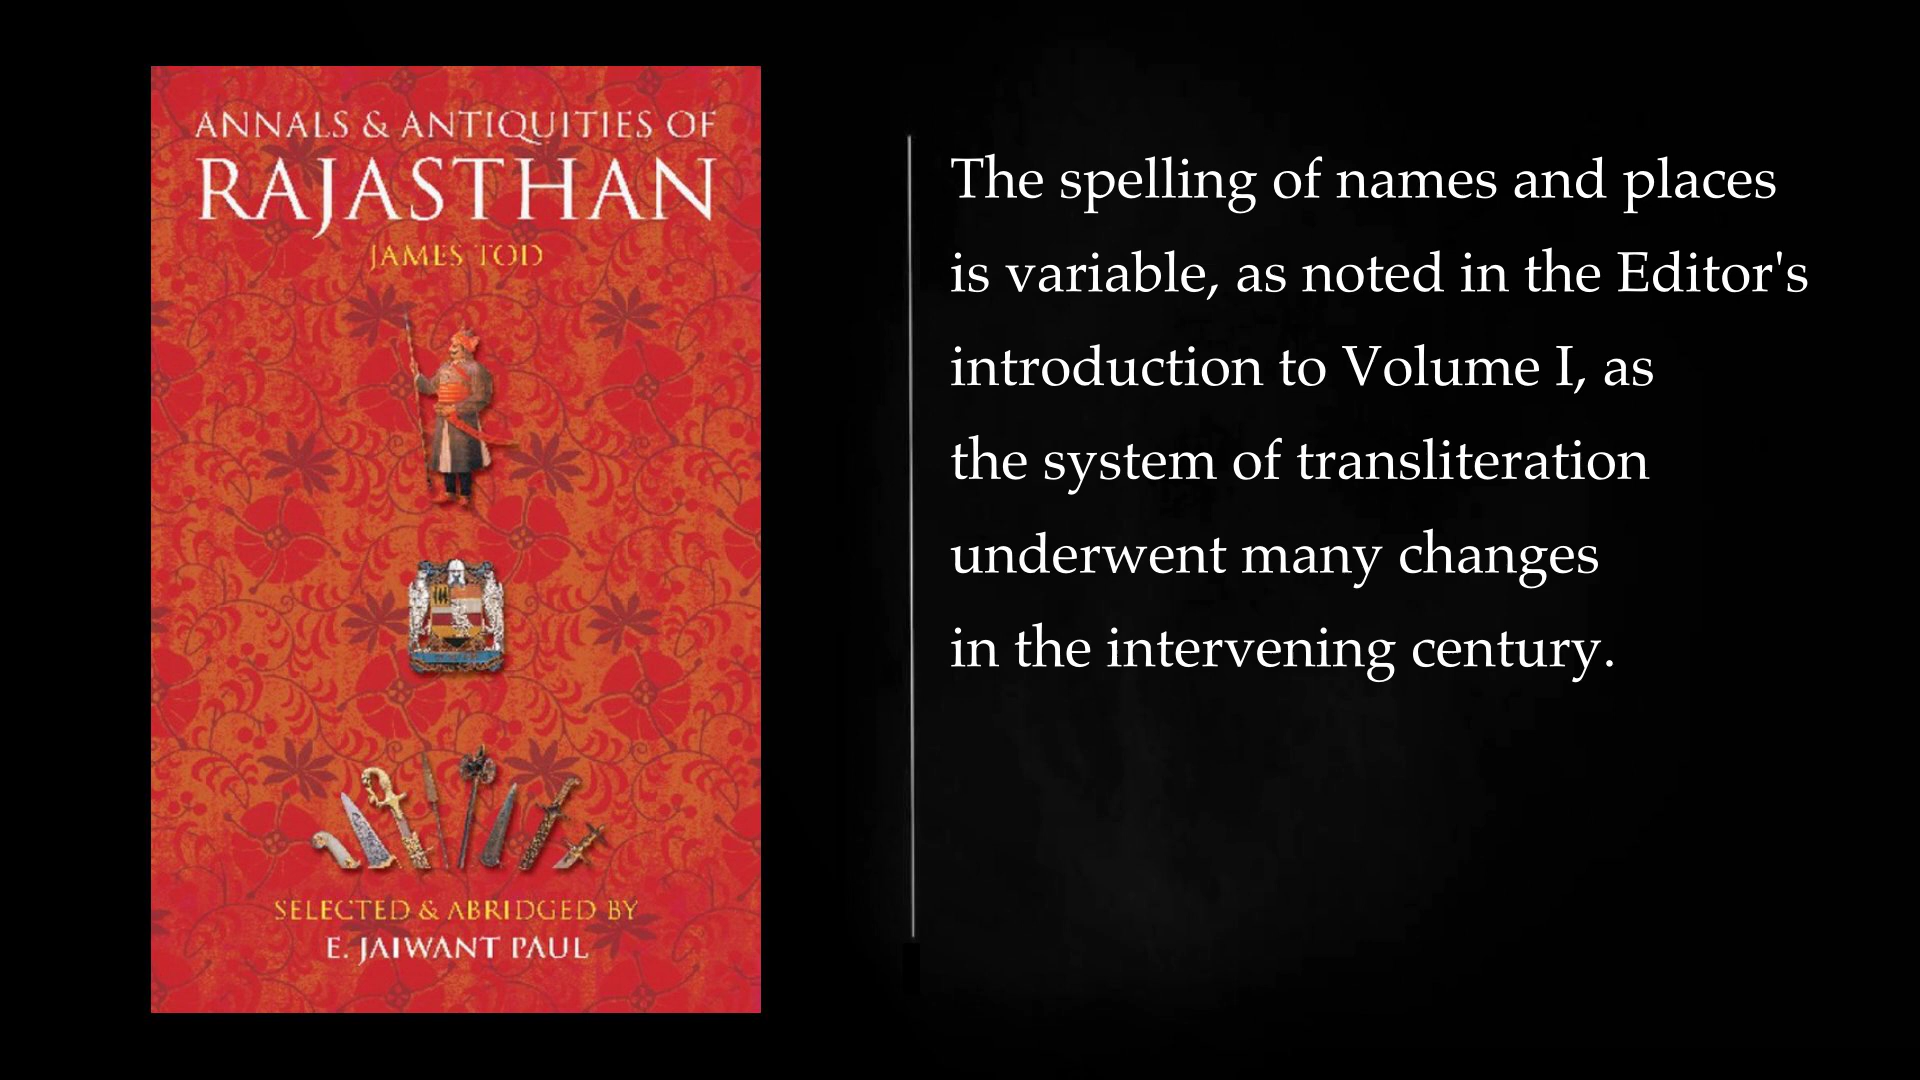 ANNALS & ANTIQUITIES OF
RAJASTHAN
JAMES TOD
SELECTED & ABRIDGED BY
E. JAIWANT PAUL
The spelling of names and places
is variable, as noted in the Editor's
introduction to Volume I, as
the system of transliteration
underwent many changes
in the intervening century.